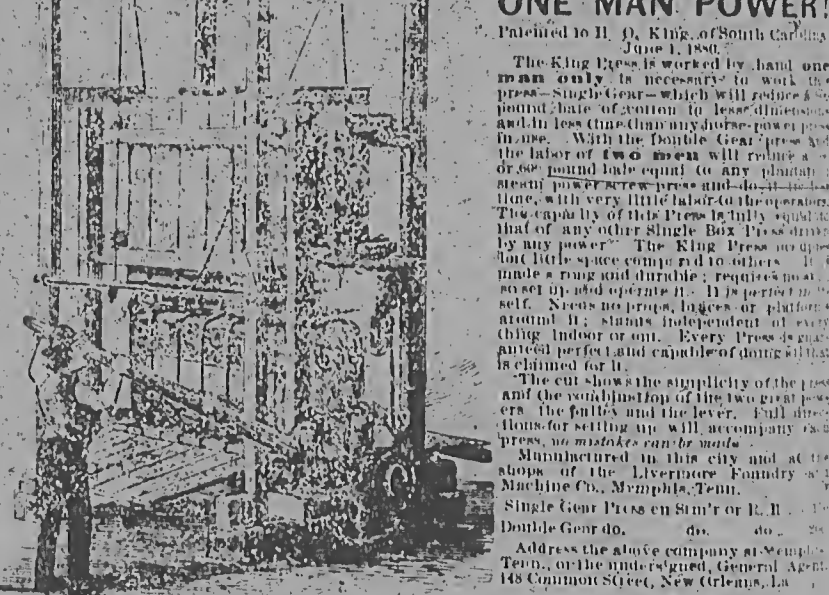 ONE MAN POWER!
Patented to H. O. King, of South Carolina,
June 1, 1880.
The King Press is worked by hand one
man only is necessary to work the
press—Single Gear—which will reduce a
pound bale of cotton to less dimensions
and in less time than any horse-power press
in use. With the Double Gear press and
the labor of two men will reduce a
or 600 pound bale equal to any plantation
steam power screw press and do it in less
time, with very little labor to the operators.
The capacity of this Press is fully equal to
that of any other Single Box Press driven
by any power. The King Press occupies
but little space compared to others. It is
made strong and durable; requires no
to set up and operate it. It is perfect in it-
self. Needs no props, braces or platform
around it; stands independent of every
thing indoor or out. Every Press is guar-
anteed perfect and capable of doing all that
is claimed for it.
The cut shows the simplicity of the press
and the combination of the two great pow-
ers the pulley and the lever. Full direc-
tions for setting up will accompany each
press, no mistakes can be made.
Manufactured in this city and at the
shops of the Livermore Foundry and
Machine Co., Memphis, Tenn.
Single Gear Press on Stm'r or R. R.
Double Gear do. do. do
Address the above company at Memphis
Tenn., or the undersigned, General Agent
148 Common Street, New Orleans, La